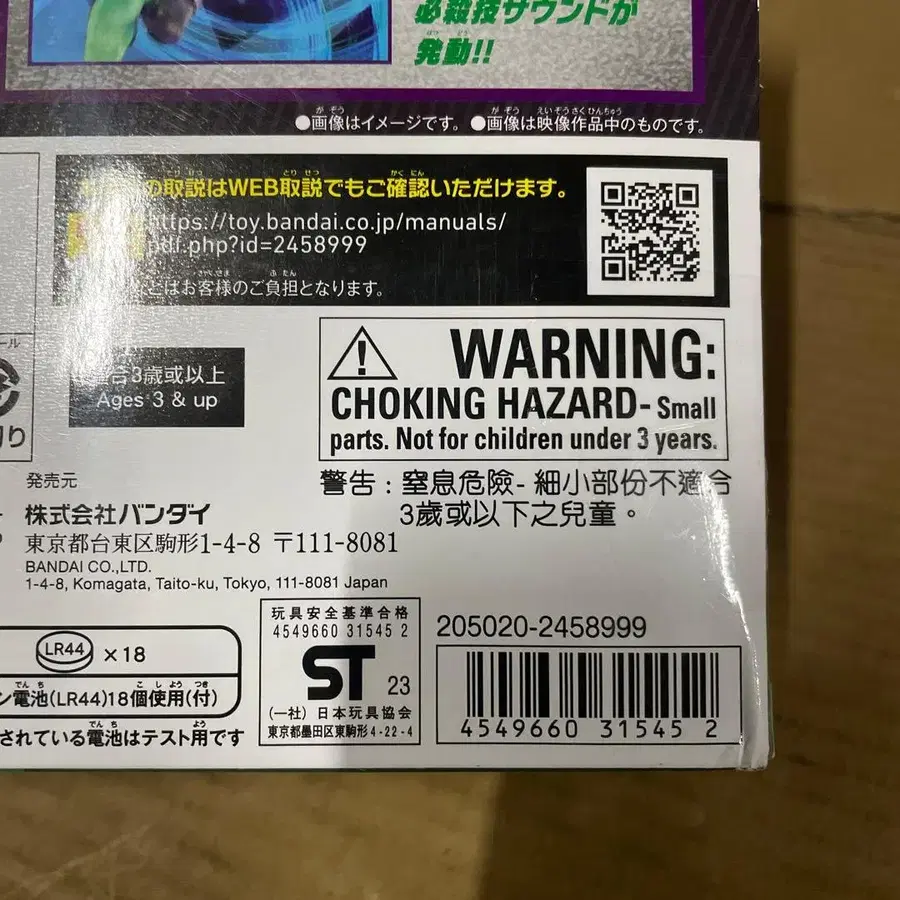 必殺技サウンドが
発動!!
●画像はイメージです。 ●画像は映像作品中のものです。
の取説はWEB取説でもご確認いただけます。
https://toy.bandai.co.jp/manuals/
pdf.php?id=2458999
とはお客様のご負担となります。
合3歳或以上
Ages 3 & up
WARNING:
CHOKING HAZARD- Small
parts. Not for children under 3 years.
警告：窒息危險- 細小部份不適合
3歲或以下之兒童。
発売元
株式会社バンダイ
東京都台東区駒形1-4-8 〒111-8081
BANDAI CO.,LTD.
1-4-8, Komagata, Taito-ku, Tokyo, 111-8081 Japan
LR44 ×18
ン電池(LR44)18個使用(付)
されている電池はテスト用です
玩具安全基準合格
4549660 31545 2
ST 23
(一社) 日本玩具協会
東京都墨田区東駒形4-22-4
205020-2458999
4549660 315452